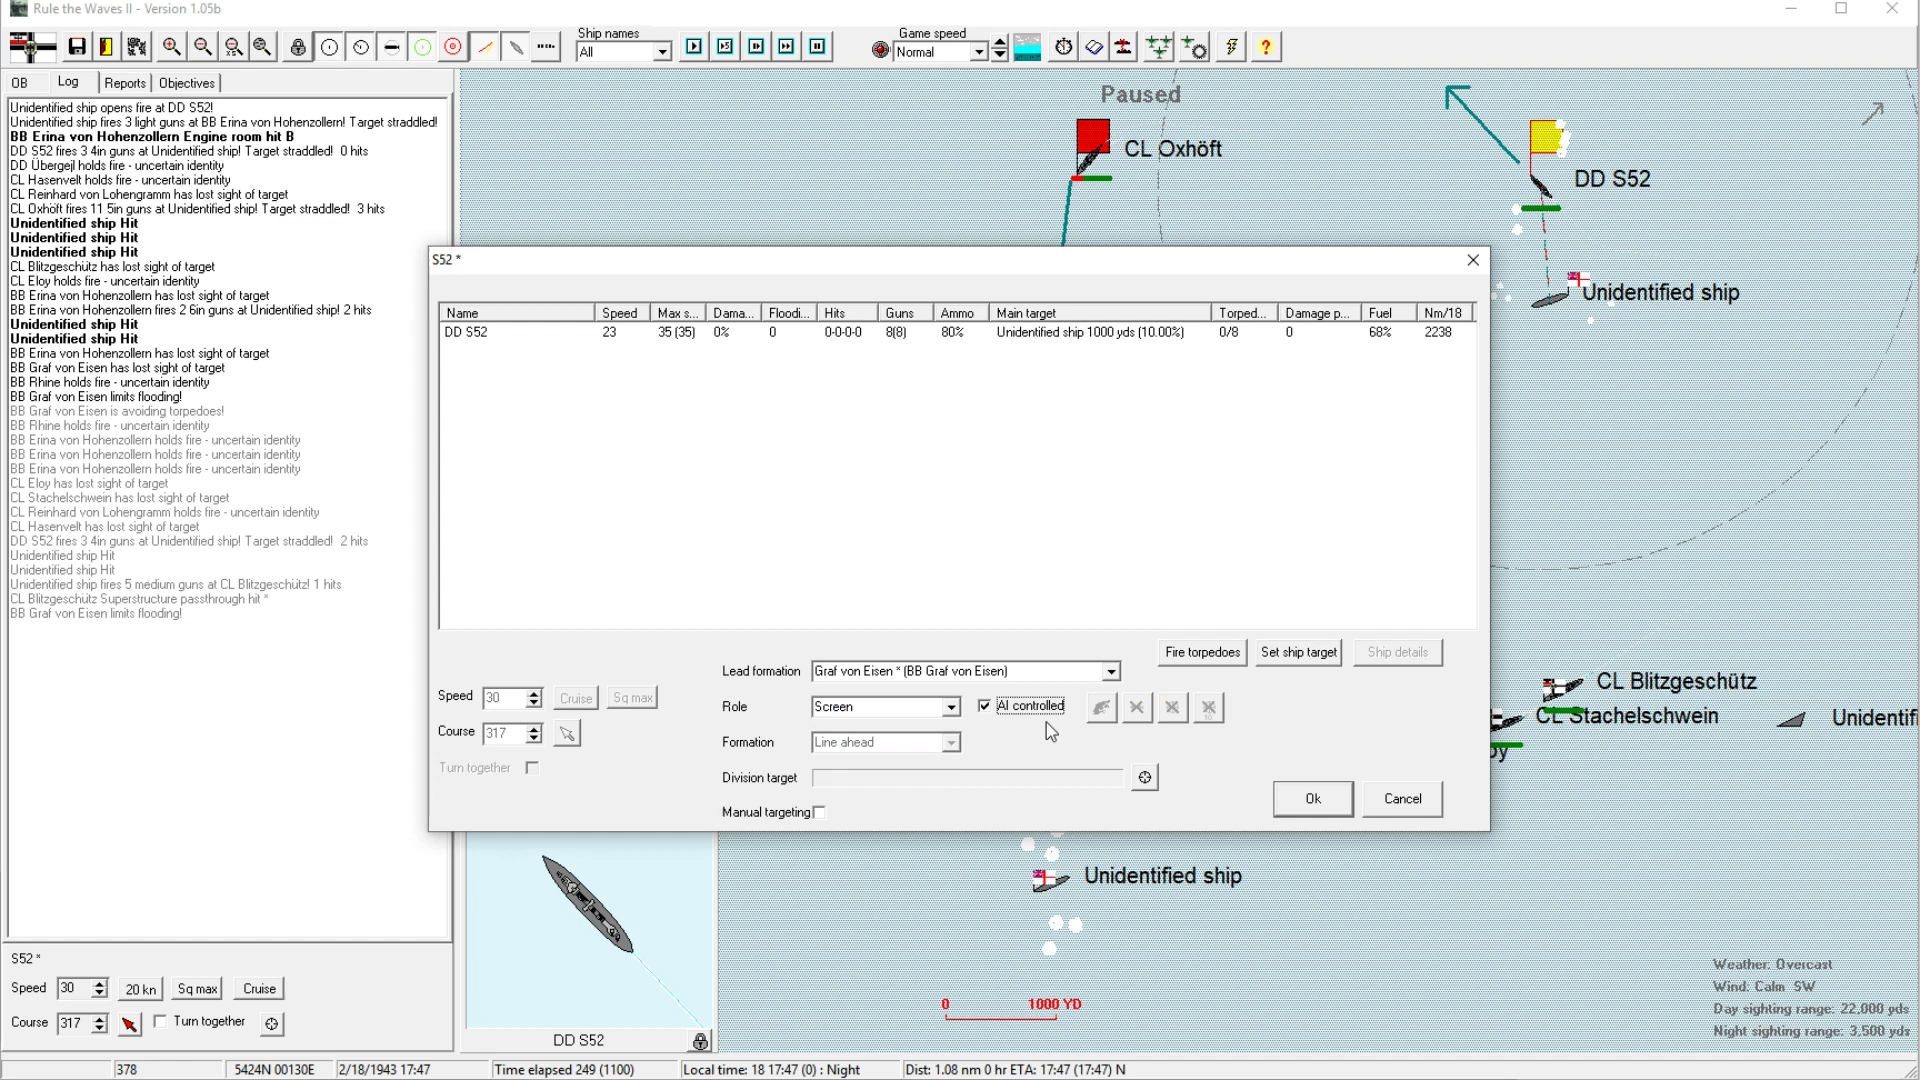 Rule the Waves II - Version 1.05b
Ship names
All
Game speed
Normal
OB
Log
Reports
Objectives
Unidentified ship opens fire at DD S52!
Unidentified ship fires 3 light guns at BB Erina von Hohenzollern! Target straddled!
BB Erina von Hohenzollern Engine room hit B
DD S52 fires 3 4in guns at Unidentified ship! Target straddled!  0 hits
DD Übergejl holds fire - uncertain identity
CL Hasenvelt holds fire - uncertain identity
CL Reinhard von Lohengramm has lost sight of target
CL Oxhöft fires 11 5in guns at Unidentified ship! Target straddled!  3 hits
Unidentified ship Hit
Unidentified ship Hit
Unidentified ship Hit
CL Blitzgeschütz has lost sight of target
CL Eloy holds fire - uncertain identity
BB Erina von Hohenzollern has lost sight of target
BB Erina von Hohenzollern fires 2 6in guns at Unidentified ship! 2 hits
Unidentified ship Hit
Unidentified ship Hit
BB Erina von Hohenzollern has lost sight of target
BB Graf von Eisen has lost sight of target
BB Rhine holds fire - uncertain identity
BB Graf von Eisen limits flooding!
BB Graf von Eisen is avoiding torpedoes!
BB Rhine holds fire - uncertain identity
BB Erina von Hohenzollern holds fire - uncertain identity
BB Erina von Hohenzollern holds fire - uncertain identity
BB Erina von Hohenzollern holds fire - uncertain identity
CL Eloy has lost sight of target
CL Stachelschwein has lost sight of target
CL Reinhard von Lohengramm holds fire - uncertain identity
CL Hasenvelt has lost sight of target
DD S52 fires 3 4in guns at Unidentified ship! Target straddled!  2 hits
Unidentified ship Hit
Unidentified ship Hit
Unidentified ship fires 5 medium guns at CL Blitzgeschütz! 1 hits
CL Blitzgeschütz Superstructure passthrough hit *
BB Graf von Eisen limits flooding!
Paused
CL Oxhöft
DD S52
Unidentified ship
S52 *
Name Speed Max s... Dama... Floodi... Hits Guns Ammo Main target Torped... Damage p... Fuel Nm/18
DD S52 23 35 (35) 0% 0 0-0-0-0 8(8) 80% Unidentified ship 1000 yds (10.00%) 0/8 0 68% 2238
Fire torpedoes
Set ship target
Ship details
Lead formation
Graf von Eisen * (BB Graf von Eisen)
Speed
30
Cruise
Sq max
Role
Screen
AI controlled
Course
317
Formation
Line ahead
Turn together
Division target
Manual targeting
Ok
Cancel
CL Blitzgeschütz
CL Stachelschwein
Unidentif
oy
Unidentified ship
0
1000 YD
Weather: Overcast
Wind: Calm  SW
Day sighting range: 22,000 yds
Night sighting range: 3,500 yds
S52 *
Speed
30
20 kn
Sq max
Cruise
Course
317
Turn together
DD S52
378
5424N 00130E
2/18/1943 17:47
Time elapsed 249 (1100)
Local time: 18 17:47 (0) : Night
Dist: 1.08 nm 0 hr ETA: 17:47 (17:47) N